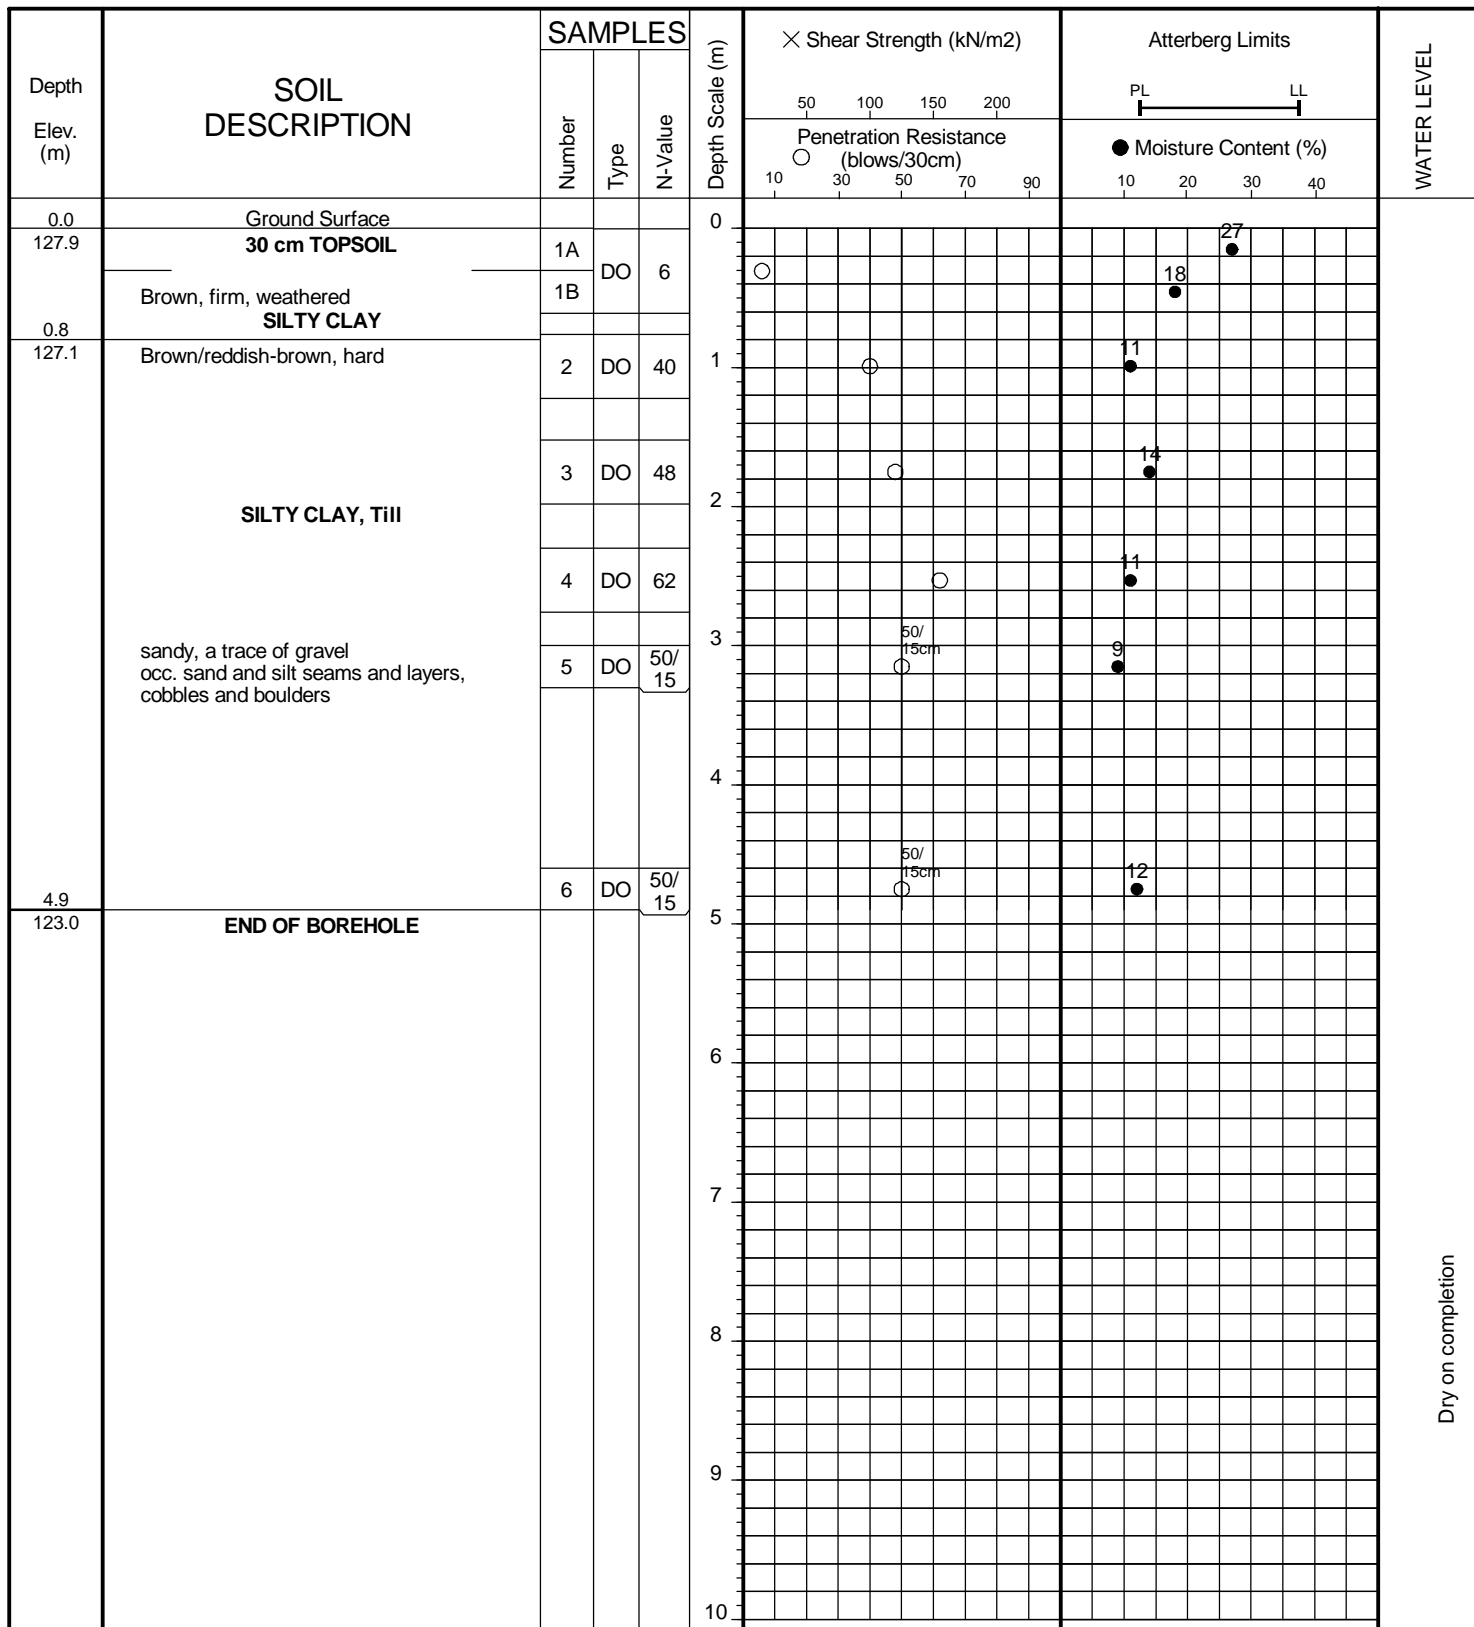 Depth
Elev.
(m)
SOIL
DESCRIPTION
SAMPLES
Number
Type
N-Value
Depth Scale (m)
× Shear Strength (kN/m2)
50 100 150 200
Penetration Resistance
(blows/30cm)
10 30 50 70 90
Atterberg Limits
PL LL
Moisture Content (%)
10 20 30 40
WATER LEVEL
0.0 Ground Surface 0
127.9 30 cm TOPSOIL 1A 27
DO 6
Brown, firm, weathered 1B 18
SILTY CLAY
0.8
127.1 Brown/reddish-brown, hard 2 DO 40 1 11
3 DO 48 14
SILTY CLAY, Till 2
4 DO 62 11
sandy, a trace of gravel 3 50/
15cm
occ. sand and silt seams and layers, 5 DO 50/
15 9
cobbles and boulders
4
50/
15cm
6 DO 50/
15 12
4.9
123.0 END OF BOREHOLE 5
6
7
8
9
10
Dry on completion